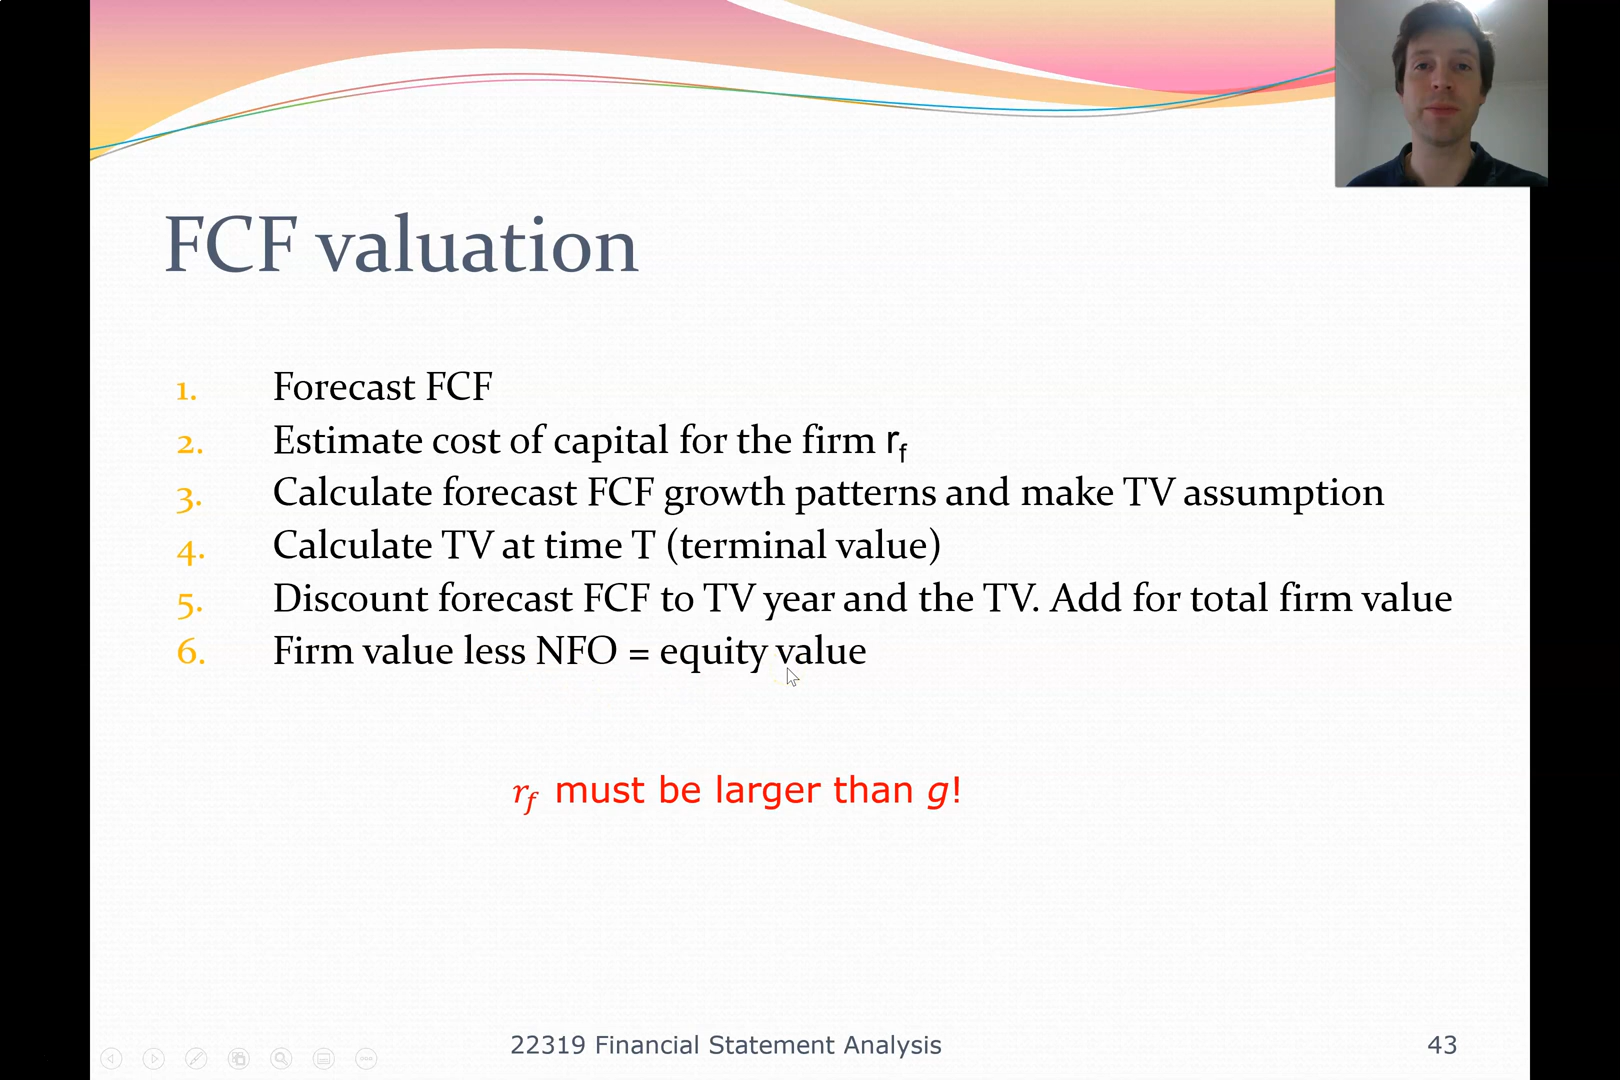 FCF valuation
1. Forecast FCF
2. Estimate cost of capital for the firm r_f
3. Calculate forecast FCF growth patterns and make TV assumption
4. Calculate TV at time T (terminal value)
5. Discount forecast FCF to TV year and the TV. Add for total firm value
6. Firm value less NFO = equity value
r_f must be larger than g!
22319 Financial Statement Analysis
43